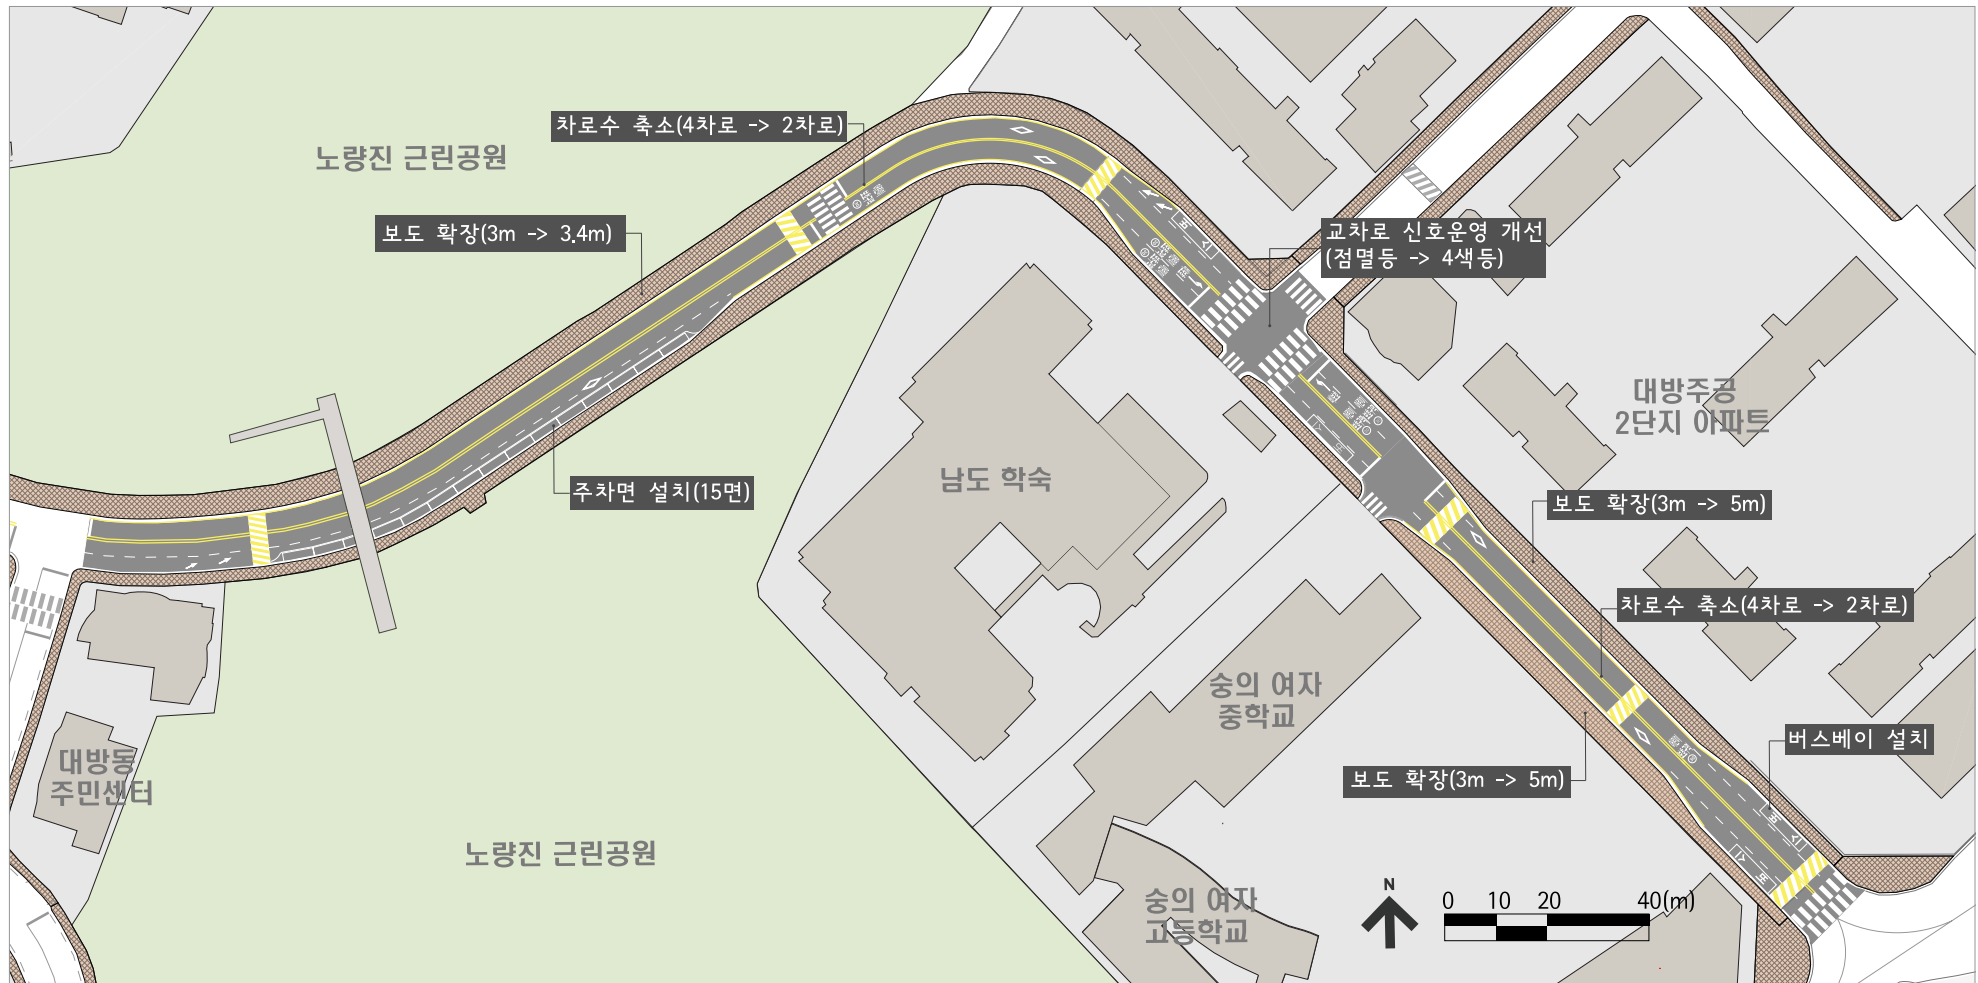 차로수 축소(4차로 -> 2차로)
노량진 근린공원
보도 확장(3m -> 3.4m)
교차로 신호운영 개선
(점멸등 -> 4색등)
대방주공
2단지 아파트
남도 학숙
주차면 설치(15면)
보도 확장(3m -> 5m)
차로수 축소(4차로 -> 2차로)
숭의 여자
중학교
버스베이 설치
대방동
주민센터
보도 확장(3m -> 5m)
노량진 근린공원
숭의 여자
고등학교
N
0 10 20 40(m)